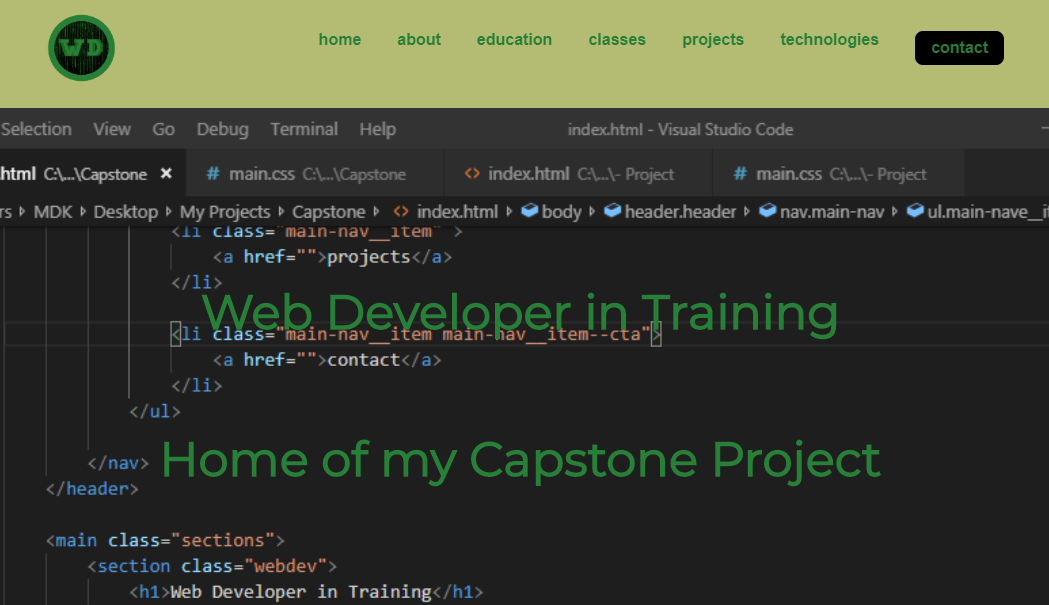 WD
home about education classes projects technologies contact
Selection View Go Debug Terminal Help index.html - Visual Studio Code
html C:\...\Capstone × # main.css C:\...\Capstone <> index.html C:\...\- Project # main.css C:\...\- Project
rs › MDK › Desktop › My Projects › Capstone › <> index.html › body › header.header › nav.main-nav › ul.main-nave__it
<li class="main-nav__item" >
<a href="">projects</a>
</li>
Web Developer in Training
<li class="main-nav__item main-nav__item--cta">
<a href="">contact</a>
</li>
</ul>
Home of my Capstone Project
</nav>
</header>
<main class="sections">
<section class="webdev">
<h1>Web Developer in Training</h1>